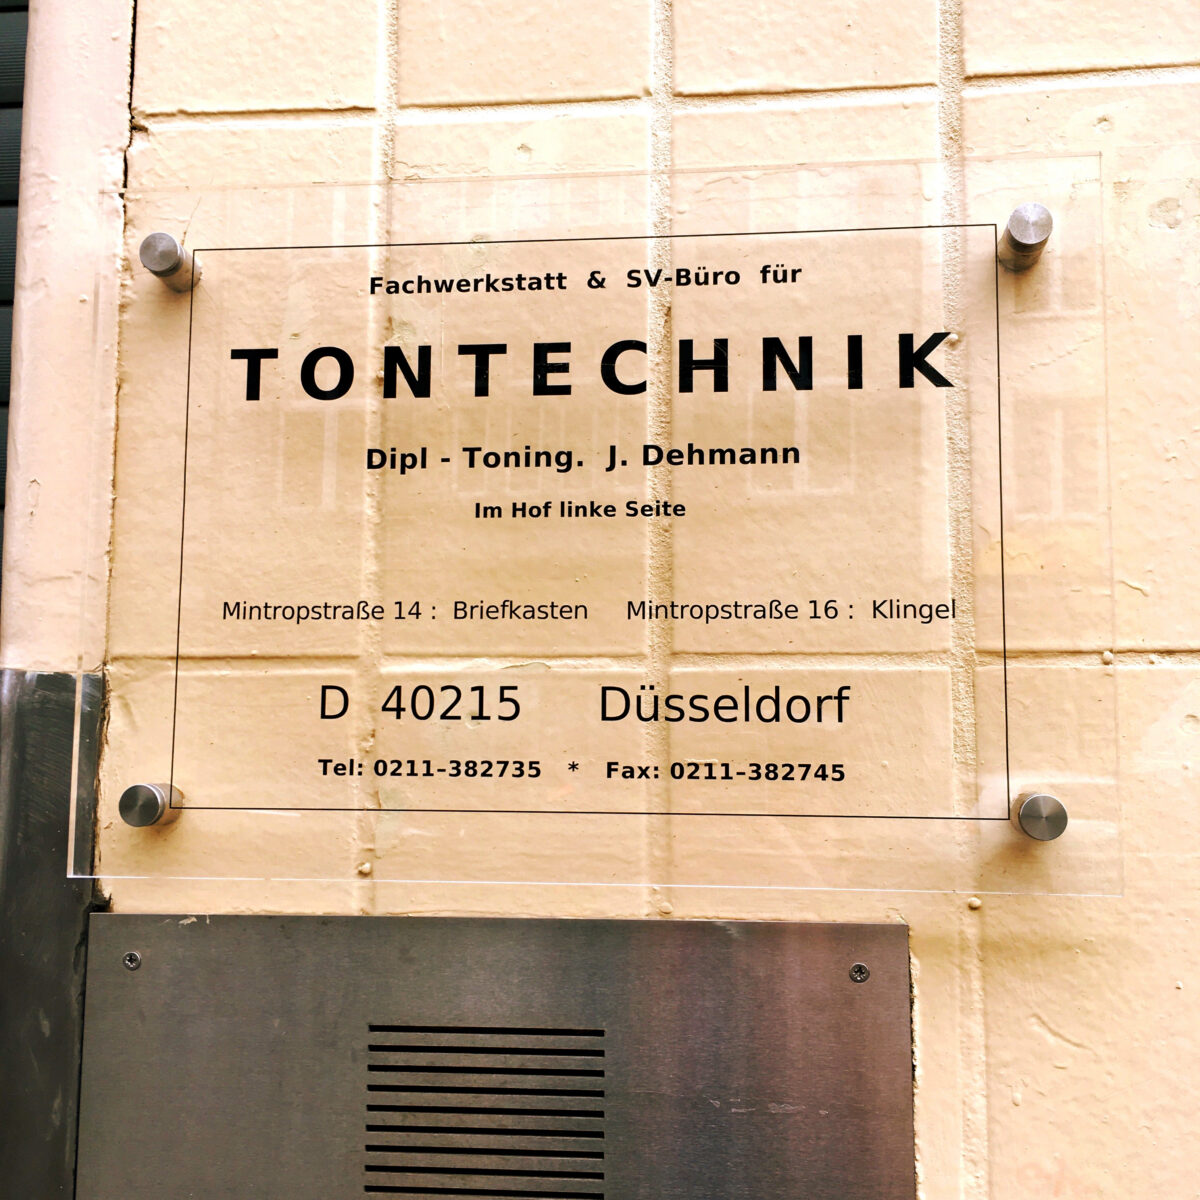 Fachwerkstatt & SV-Büro für
TONTECHNIK
Dipl - Toning. J. Dehmann
Im Hof linke Seite
Mintropstraße 14 : Briefkasten Mintropstraße 16 : Klingel
D 40215 Düsseldorf
Tel: 0211-382735 * Fax: 0211-382745